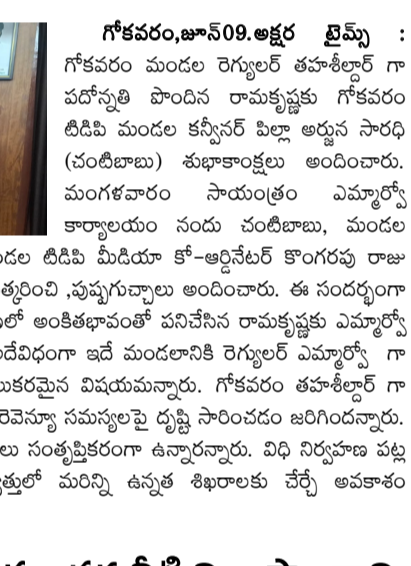 గోకవరం,జూన్09.అక్షర టైమ్స్ :
గోకవరం మండల రెగ్యులర్ తహశీల్దార్ గా
పదోన్నతి పొందిన రామకృష్ణకు గోకవరం
టిడిపి మండల కన్వీనర్ పిల్లా అర్జున సారధి
(చంటిబాబు) శుభాకాంక్షలు అందించారు.
మంగళవారం సాయంత్రం ఎమ్మార్వో
కార్యాలయం నందు చంటిబాబు, మండల
టిడిపి మీడియా కో-ఆర్డినేటర్ కొంగరపు రాజు
త్కరించి ,పుష్పగుచ్చాలు అందించారు. ఈ సందర్భంగా
లో అంకితభావంతో పనిచేసిన రామకృష్ణకు ఎమ్మార్వో
దేవిధంగా ఇదే మండలానికి రెగ్యులర్ ఎమ్మార్వో గా
కరమైన విషయమన్నారు. గోకవరం తహశీల్దార్ గా
రెవెన్యూ సమస్యలపై దృష్టి సారించడం జరిగిందన్నారు.
లు సంతృప్తికరంగా ఉన్నారన్నారు. విధి నిర్వహణ పట్ల
త్తులో మరిన్ని ఉన్నత శిఖరాలకు చేర్చే అవకాశం